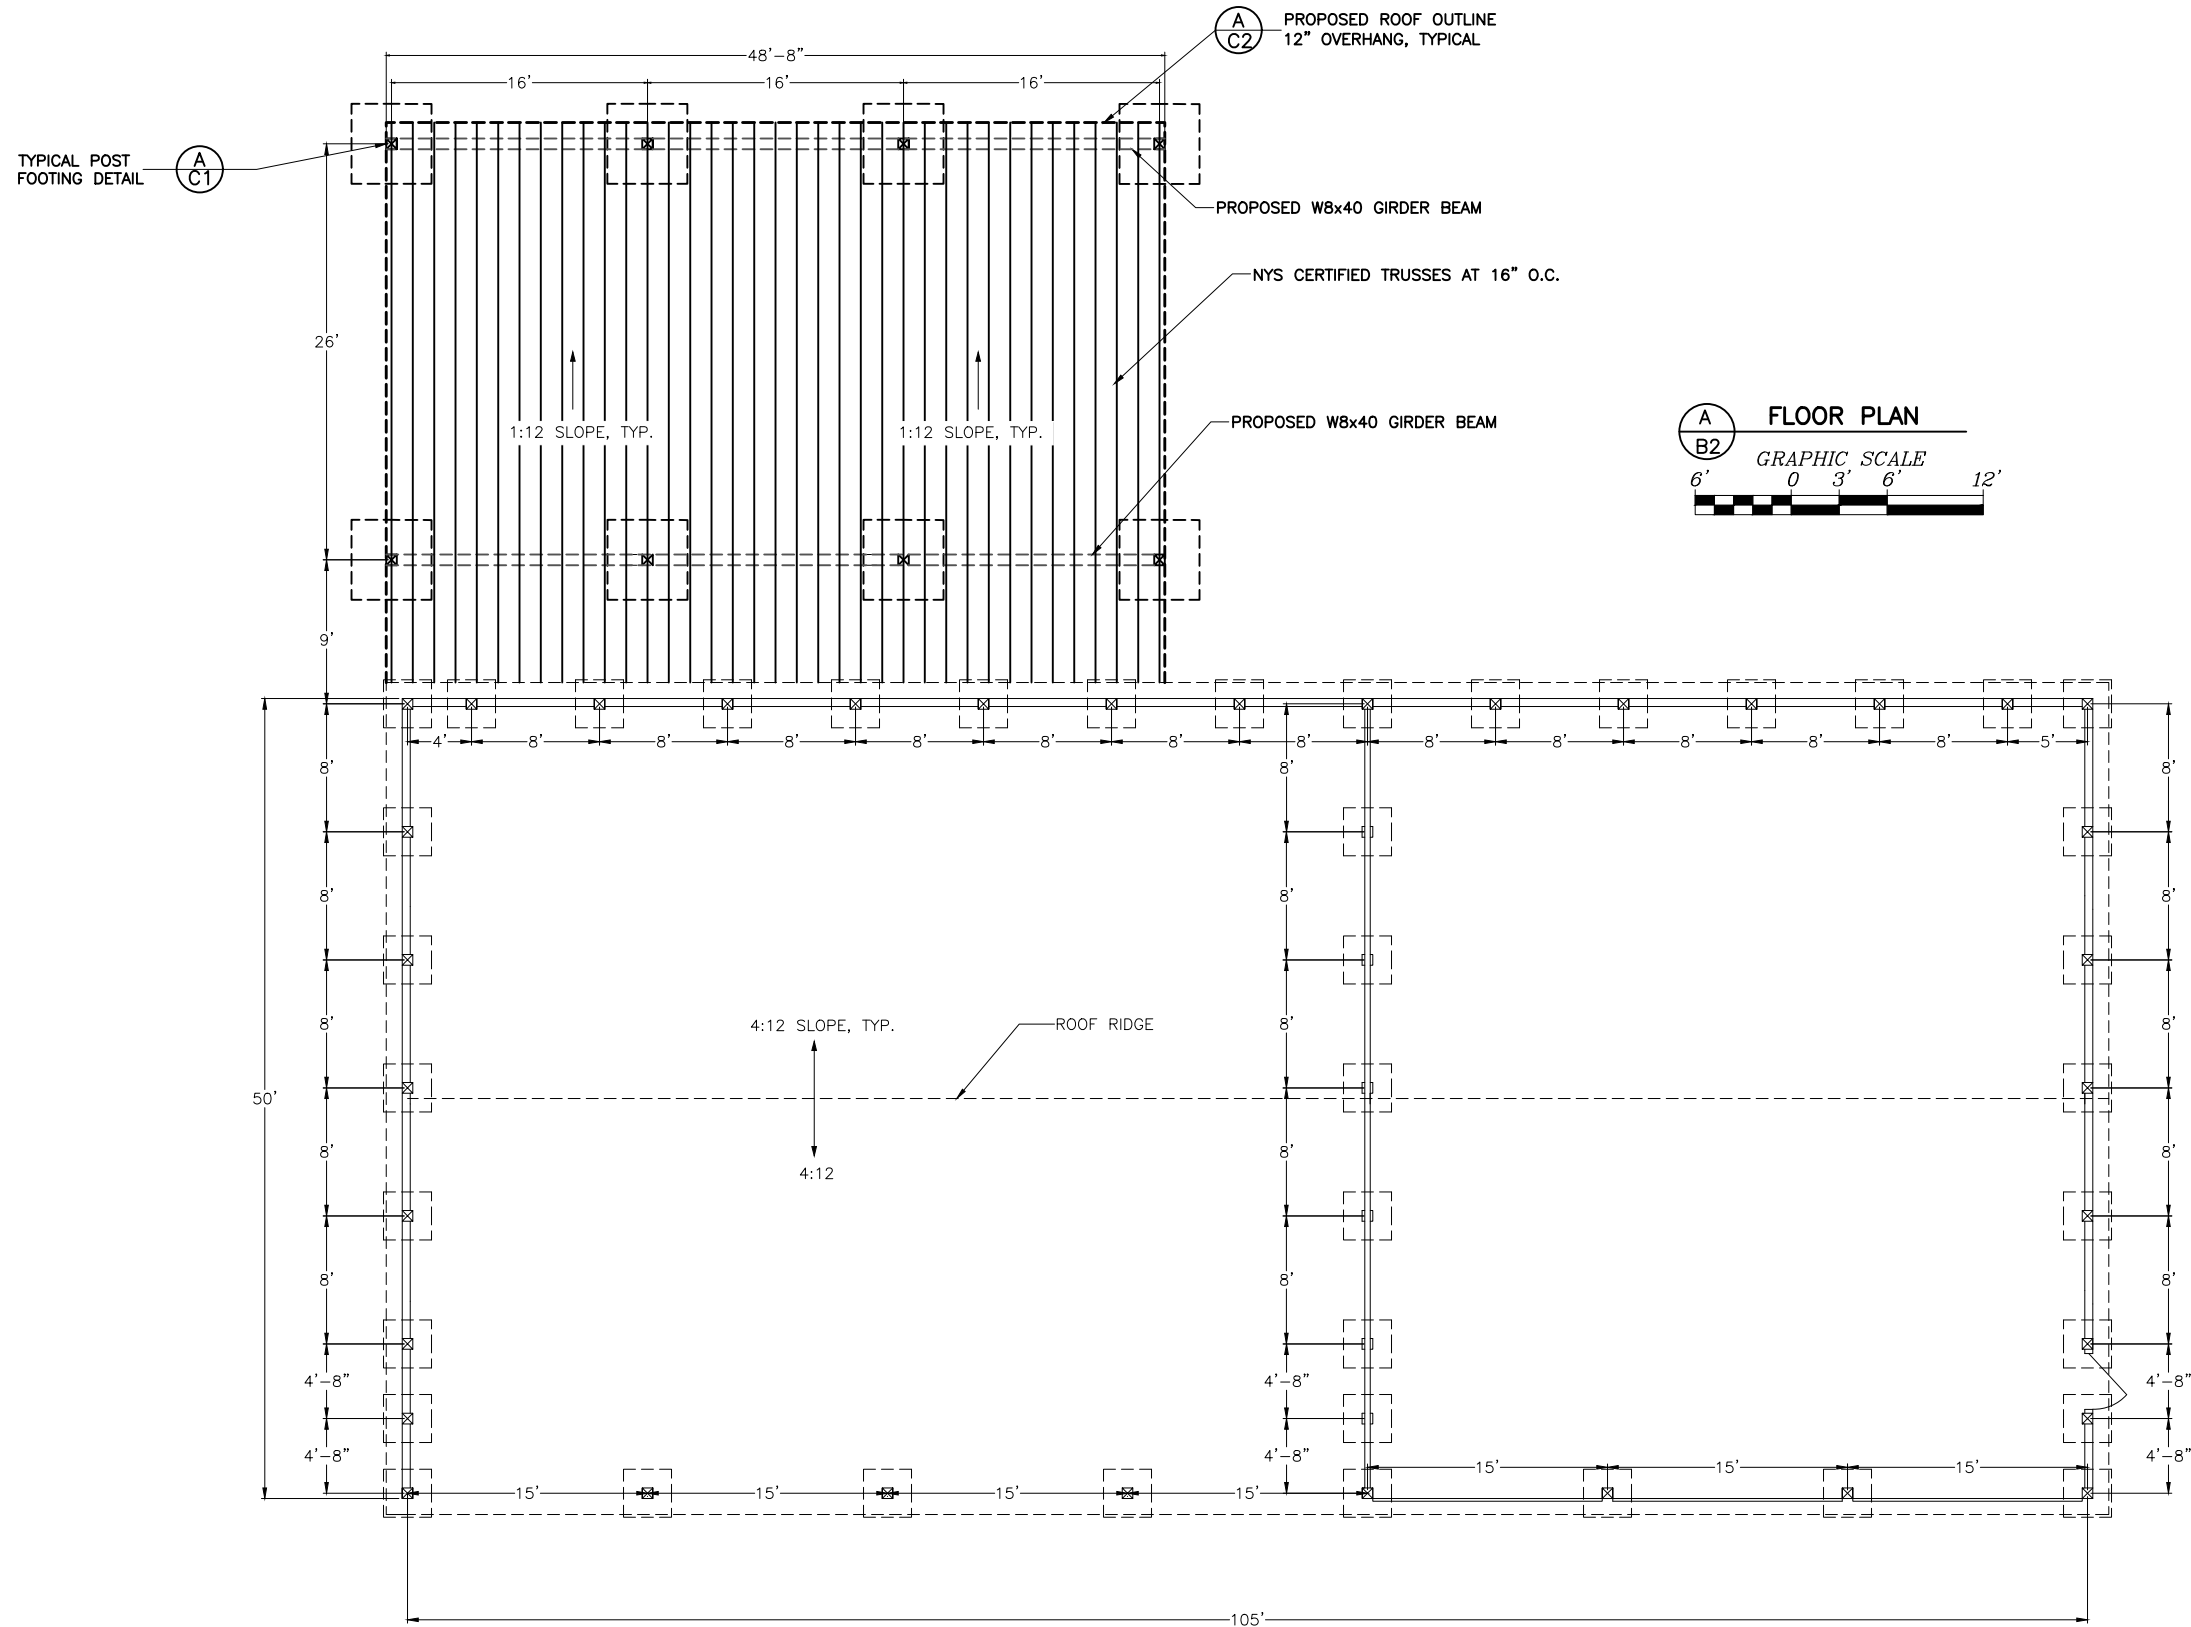 A
C2
PROPOSED ROOF OUTLINE
12" OVERHANG, TYPICAL
48'-8"
16'
16'
16'
TYPICAL POST
FOOTING DETAIL
A
C1
PROPOSED W8x40 GIRDER BEAM
NYS CERTIFIED TRUSSES AT 16" O.C.
26'
1:12 SLOPE, TYP.
1:12 SLOPE, TYP.
PROPOSED W8x40 GIRDER BEAM
A
B2
FLOOR PLAN
GRAPHIC SCALE
6' 0 3' 6' 12'
9'
4'
8'
8'
8'
8'
8'
8'
8'
8'
8'
8'
8'
8'
5'
8'
8'
8'
8'
8'
8'
8'
8'
8'
4:12 SLOPE, TYP.
ROOF RIDGE
50'
4:12
8'
8'
8'
8'
8'
8'
4'-8"
4'-8"
4'-8"
4'-8"
4'-8"
4'-8"
15'
15'
15'
15'
15'
15'
15'
105'